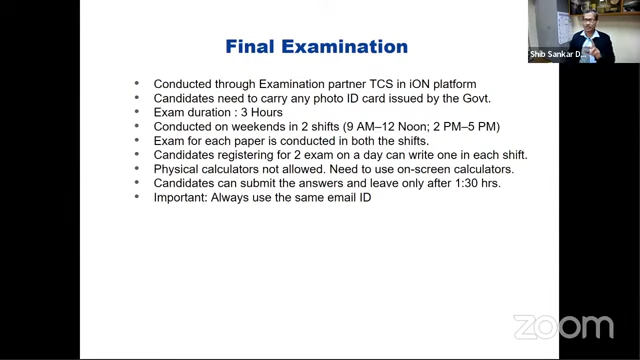 Final Examination
Conducted through Examination partner TCS in iON platform
Candidates need to carry any photo ID card issued by the Govt.
Exam duration : 3 Hours
Conducted on weekends in 2 shifts (9 AM–12 Noon; 2 PM–5 PM)
Exam for each paper is conducted in both the shifts.
Candidates registering for 2 exam on a day can write one in each shift.
Physical calculators not allowed. Need to use on-screen calculators.
Candidates can submit the answers and leave only after 1:30 hrs.
Important: Always use the same email ID
Shib Sankar D...
zoom